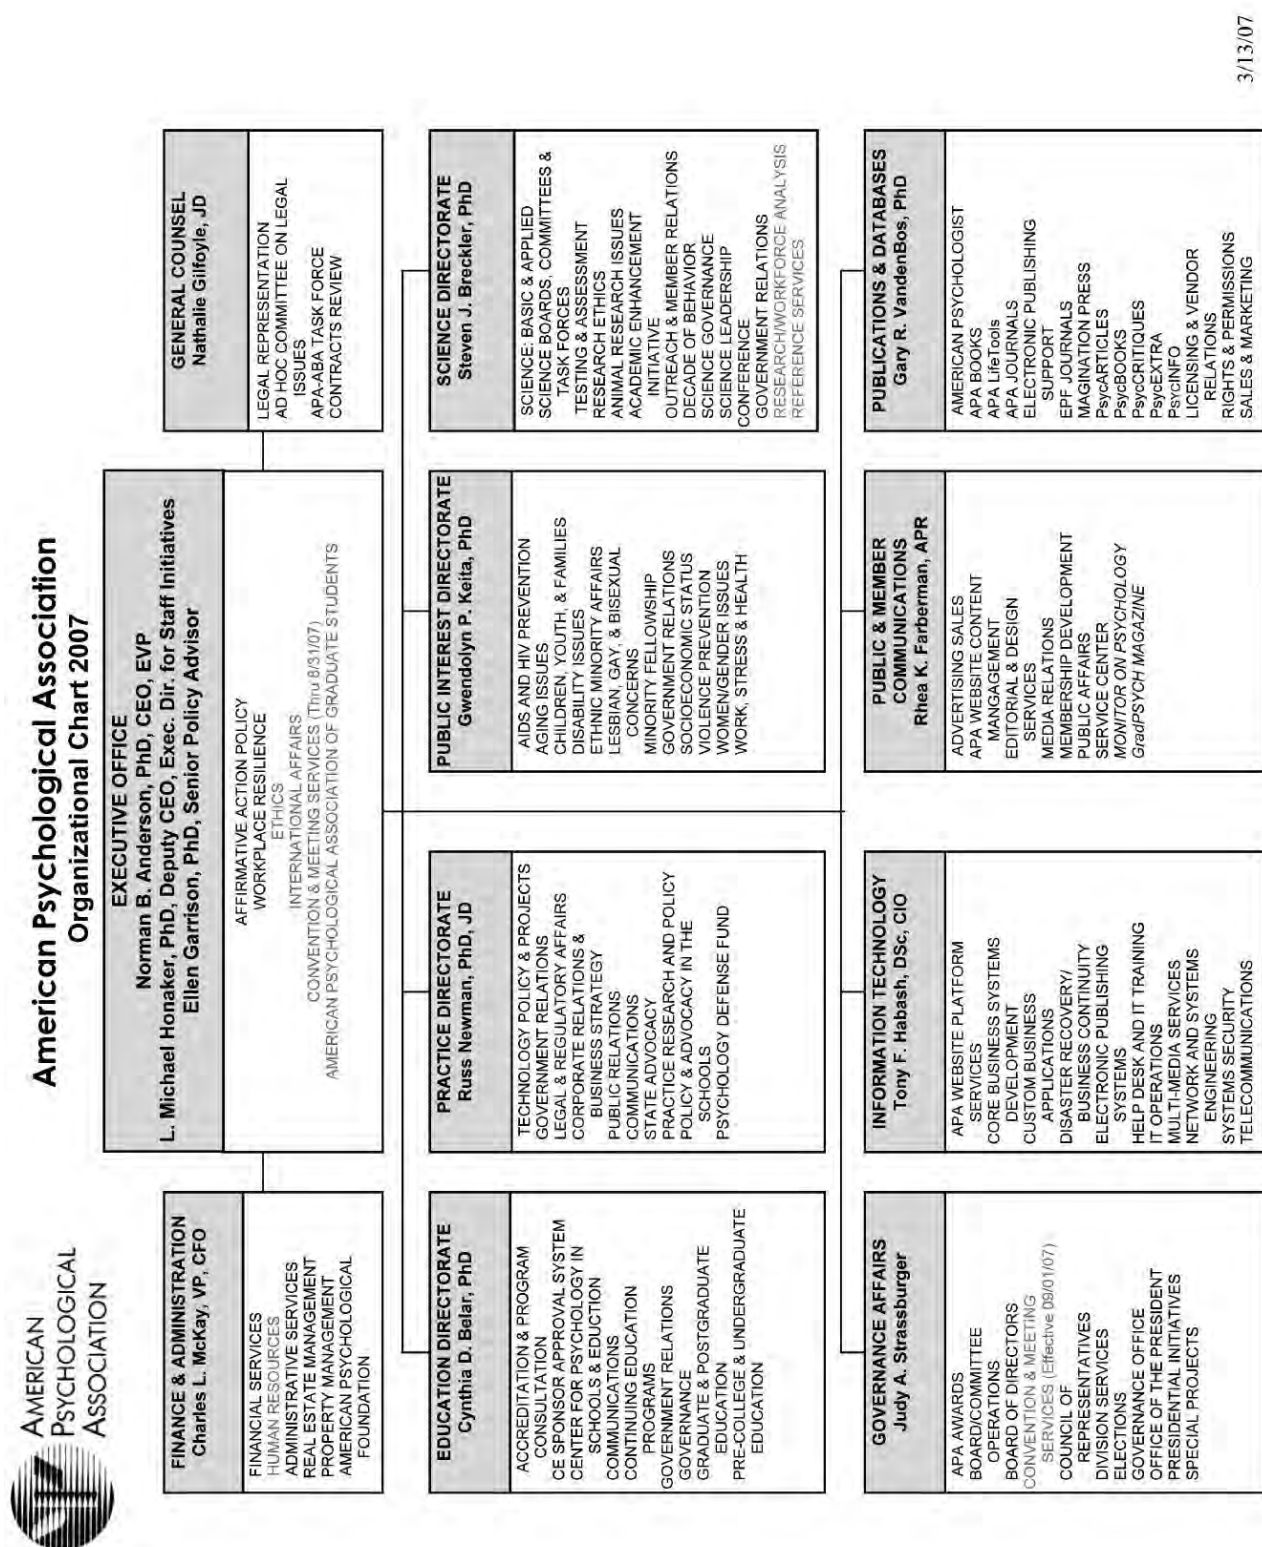 AMERICAN
PSYCHOLOGICAL
ASSOCIATION
American Psychological Association
Organizational Chart 2007
EXECUTIVE OFFICE
Norman B. Anderson, PhD, CEO, EVP
L. Michael Honaker, PhD, Deputy CEO, Exec. Dir. for Staff Initiatives
Ellen Garrison, PhD, Senior Policy Advisor
AFFIRMATIVE ACTION POLICY
WORKPLACE RESILIENCE
ETHICS
INTERNATIONAL AFFAIRS
CONVENTION & MEETING SERVICES (Thru 8/31/07)
AMERICAN PSYCHOLOGICAL ASSOCIATION OF GRADUATE STUDENTS
FINANCE & ADMINISTRATION
Charles L. McKay, VP, CFO
FINANCIAL SERVICES
HUMAN RESOURCES
ADMINISTRATIVE SERVICES
REAL ESTATE MANAGEMENT
PROPERTY MANAGEMENT
AMERICAN PSYCHOLOGICAL
FOUNDATION
GENERAL COUNSEL
Nathalie Gilfoyle, JD
LEGAL REPRESENTATION
AD HOC COMMITTEE ON LEGAL
ISSUES
APA-ABA TASK FORCE
CONTRACTS REVIEW
EDUCATION DIRECTORATE
Cynthia D. Belar, PhD
ACCREDITATION & PROGRAM
CONSULTATION
CE SPONSOR APPROVAL SYSTEM
CENTER FOR PSYCHOLOGY IN
SCHOOLS & EDUCTION
COMMUNICATIONS
CONTINUING EDUCATION
PROGRAMS
GOVERNMENT RELATIONS
GOVERNANCE
GRADUATE & POSTGRADUATE
EDUCATION
PRE-COLLEGE & UNDERGRADUATE
EDUCATION
PRACTICE DIRECTORATE
Russ Newman, PhD, JD
TECHNOLOGY POLICY & PROJECTS
GOVERNMENT RELATIONS
LEGAL & REGULATORY AFFAIRS
CORPORATE RELATIONS &
BUSINESS STRATEGY
PUBLIC RELATIONS
COMMUNICATIONS
STATE ADVOCACY
PRACTICE RESEARCH AND POLICY
POLICY & ADVOCACY IN THE
SCHOOLS
PSYCHOLOGY DEFENSE FUND
PUBLIC INTEREST DIRECTORATE
Gwendolyn P. Keita, PhD
AIDS AND HIV PREVENTION
AGING ISSUES
CHILDREN, YOUTH, & FAMILIES
DISABILITY ISSUES
ETHNIC MINORITY AFFAIRS
LESBIAN, GAY, & BISEXUAL
CONCERNS
MINORITY FELLOWSHIP
GOVERNMENT RELATIONS
SOCIOECONOMIC STATUS
VIOLENCE PREVENTION
WOMEN/GENDER ISSUES
WORK, STRESS & HEALTH
SCIENCE DIRECTORATE
Steven J. Breckler, PhD
SCIENCE: BASIC & APPLIED
SCIENCE BOARDS, COMMITTEES &
TASK FORCES
TESTING & ASSESSMENT
RESEARCH ETHICS
ANIMAL RESEARCH ISSUES
ACADEMIC ENHANCEMENT
INITIATIVE
OUTREACH & MEMBER RELATIONS
DECADE OF BEHAVIOR
SCIENCE GOVERNANCE
SCIENCE LEADERSHIP
CONFERENCE
GOVERNMENT RELATIONS
RESEARCH/WORKFORCE ANALYSIS
REFERENCE SERVICES
GOVERNANCE AFFAIRS
Judy A. Strassburger
APA AWARDS
BOARD/COMMITTEE
OPERATIONS
BOARD OF DIRECTORS
CONVENTION & MEETING
SERVICES (Effective 09/01/07)
COUNCIL OF
REPRESENTATIVES
DIVISION SERVICES
ELECTIONS
GOVERNANCE OFFICE
OFFICE OF THE PRESIDENT
PRESIDENTIAL INITIATIVES
SPECIAL PROJECTS
INFORMATION TECHNOLOGY
Tony F. Habash, DSc, CIO
APA WEBSITE PLATFORM
SERVICES
CORE BUSINESS SYSTEMS
DEVELOPMENT
CUSTOM BUSINESS
APPLICATIONS
DISASTER RECOVERY/
BUSINESS CONTINUITY
ELECTRONIC PUBLISHING
SYSTEMS
HELP DESK AND IT TRAINING
IT OPERATIONS
MULTI-MEDIA SERVICES
NETWORK AND SYSTEMS
ENGINEERING
SYSTEMS SECURITY
TELECOMMUNICATIONS
PUBLIC & MEMBER
COMMUNICATIONS
Rhea K. Farberman, APR
ADVERTISING SALES
APA WEBSITE CONTENT
MANGAGEMENT
EDITORIAL & DESIGN
SERVICES
MEDIA RELATIONS
MEMBERSHIP DEVELOPMENT
PUBLIC AFFAIRS
SERVICE CENTER
MONITOR ON PSYCHOLOGY
GradPSYCH MAGAZINE
PUBLICATIONS & DATABASES
Gary R. VandenBos, PhD
AMERICAN PSYCHOLOGIST
APA BOOKS
APA LifeTools
APA JOURNALS
ELECTRONIC PUBLISHING
SUPPORT
EPF JOURNALS
MAGINATION PRESS
PsycARTICLES
PsycBOOKS
PsycCRITIQUES
PsycEXTRA
PsycINFO
LICENSING & VENDOR
RELATIONS
RIGHTS & PERMISSIONS
SALES & MARKETING
3/13/07